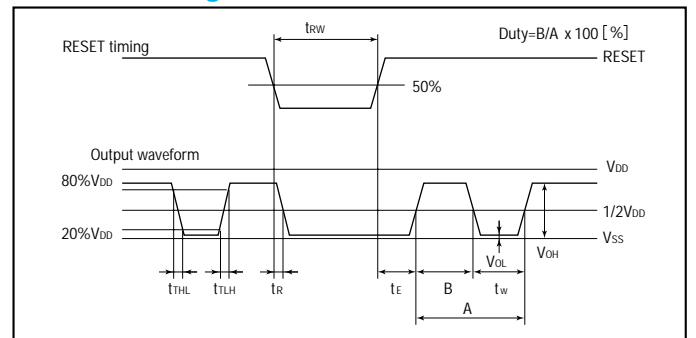 tRW
Duty=B/A x 100 [%]
RESET timing
RESET
50%
Output waveform
VDD
80%VDD
1/2VDD
20%VDD
VSS
VOL
VOH
tTHL
tTLH
tR
tE
B
tw
A